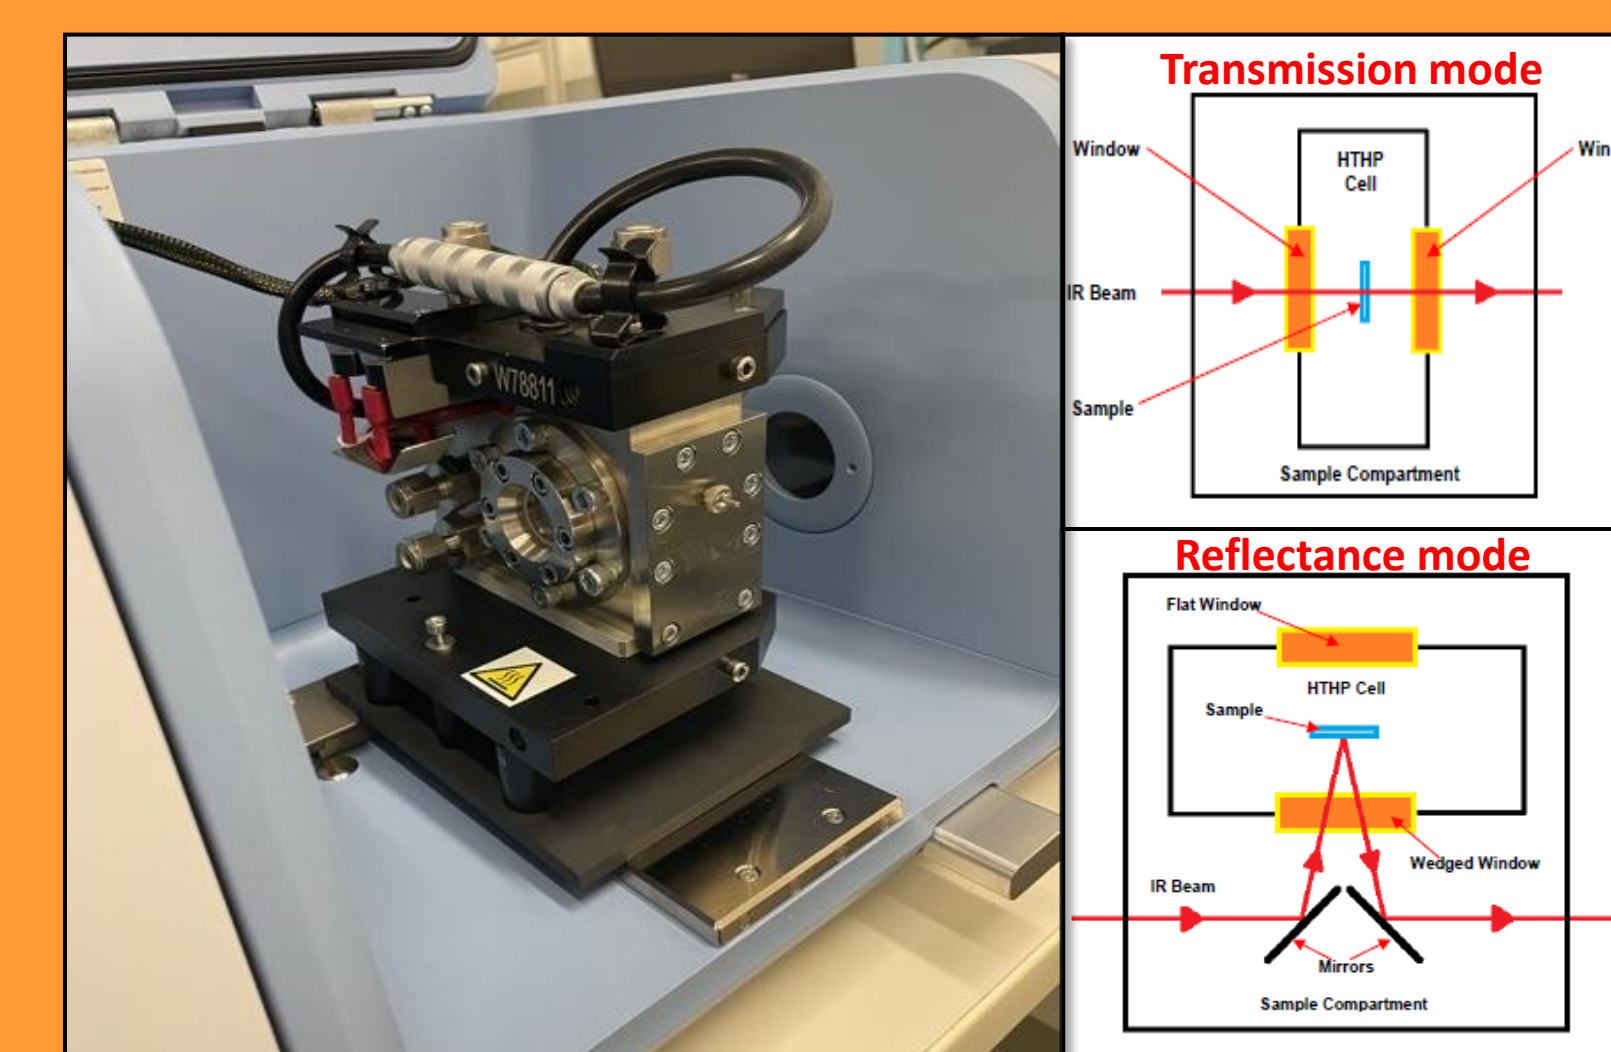 W78811
Transmission mode
Window
HTHP
Cell
Win
IR Beam
Sample
Sample Compartment
Reflectance mode
Flat Window
HTHP Cell
Sample
Wedged Window
IR Beam
Mirrors
Sample Compartment